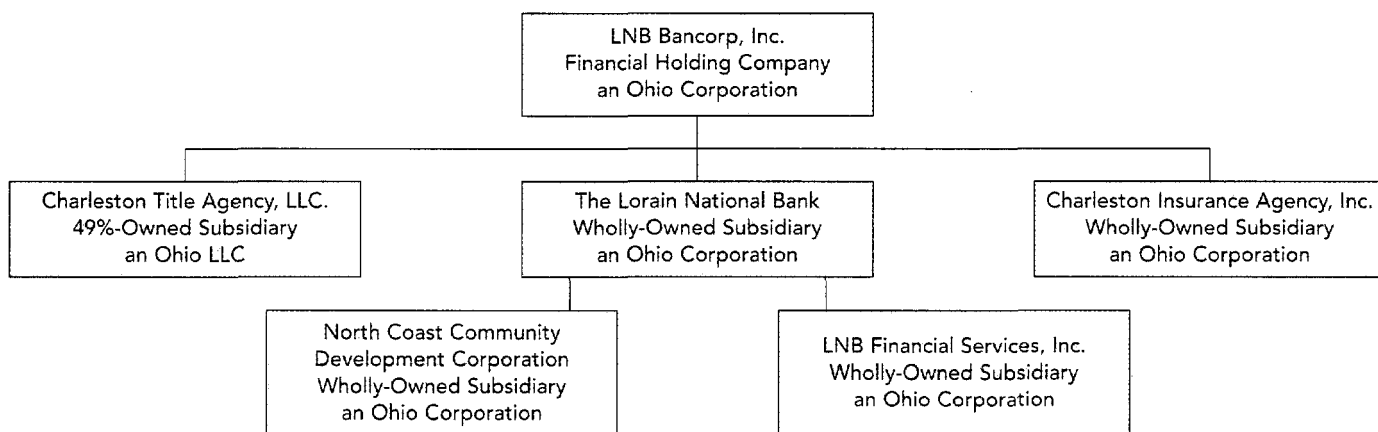 LNB Bancorp, Inc.
Financial Holding Company
an Ohio Corporation
Charleston Title Agency, LLC.
49%-Owned Subsidiary
an Ohio LLC
The Lorain National Bank
Wholly-Owned Subsidiary
an Ohio Corporation
Charleston Insurance Agency, Inc.
Wholly-Owned Subsidiary
an Ohio Corporation
North Coast Community
Development Corporation
Wholly-Owned Subsidiary
an Ohio Corporation
LNB Financial Services, Inc.
Wholly-Owned Subsidiary
an Ohio Corporation